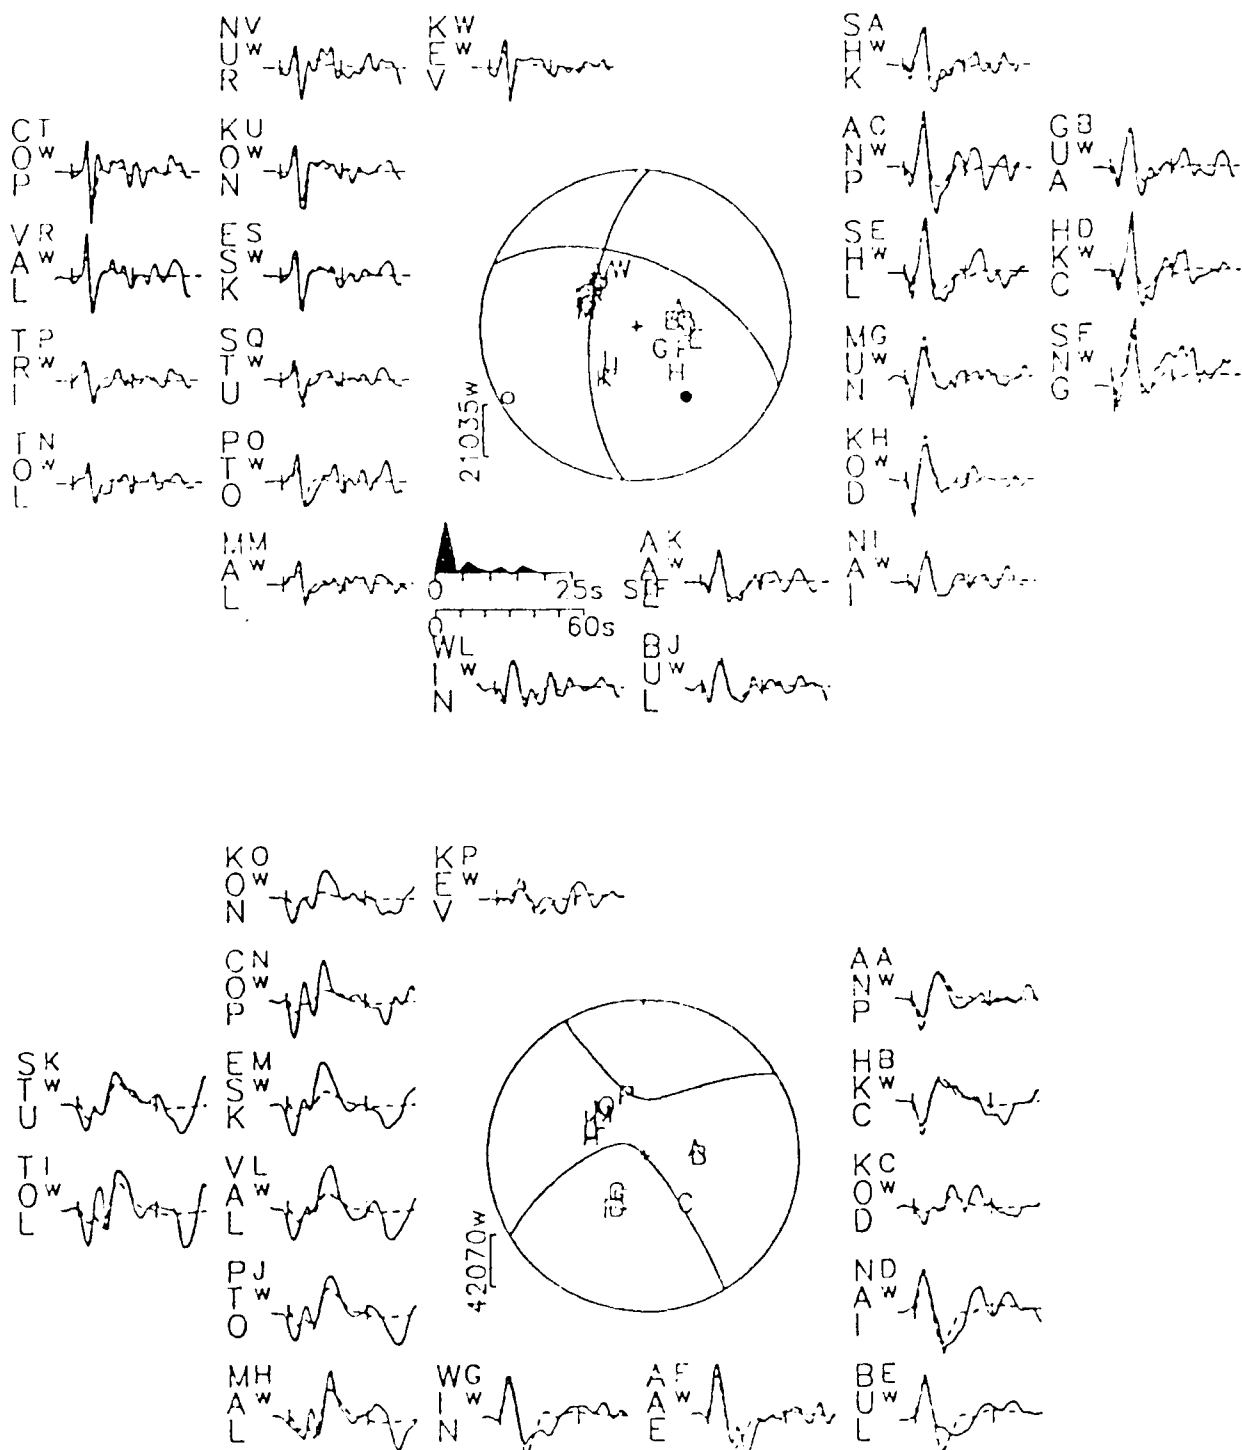 NUR V w
KEV W w
SHK A w
COP T w
KON U w
ANP C w
GUA B w
VAL R w
ESK S w
SHL E w
HKC D w
TRI P w
STU Q w
MUN G w
SNG F w
W
A
G F
H
21035w
TOL N w
PTO O w
KOD H w
MAL M w
0 25s STF
0 60s
K w
NAI I w
WIN L w
BUL J w
KON O w
KEV P w
COP N w
ANP A w
STU K w
ESK M w
HKC B w
P
B
C
TOL I w
VAL L w
KOD C w
42070w
PTO J w
NAI D w
MAL H w
WIN G w
AAE F w
BUL E w